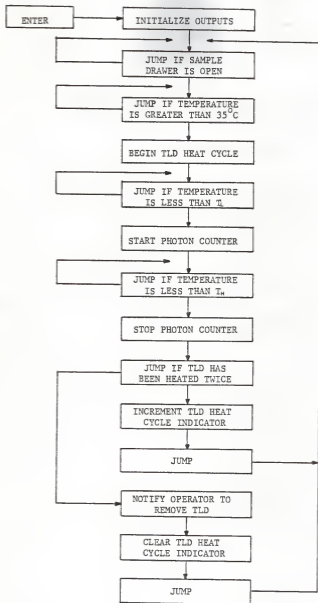 ENTER
INITIALIZE OUTPUTS
JUMP IF SAMPLE
DRAWER IS OPEN
JUMP IF TEMPERATURE
IS GREATER THAN 35°C
BEGIN TLD HEAT CYCLE
JUMP IF TEMPERATURE
IS LESS THAN TL
START PHOTON COUNTER
JUMP IF TEMPERATURE
IS LESS THAN TH
STOP PHOTON COUNTER
JUMP IF TLD HAS
BEEN HEATED TWICE
INCREMENT TLD HEAT
CYCLE INDICATOR
JUMP
NOTIFY OPERATOR TO
REMOVE TLD
CLEAR TLD HEAT
CYCLE INDICATOR
JUMP